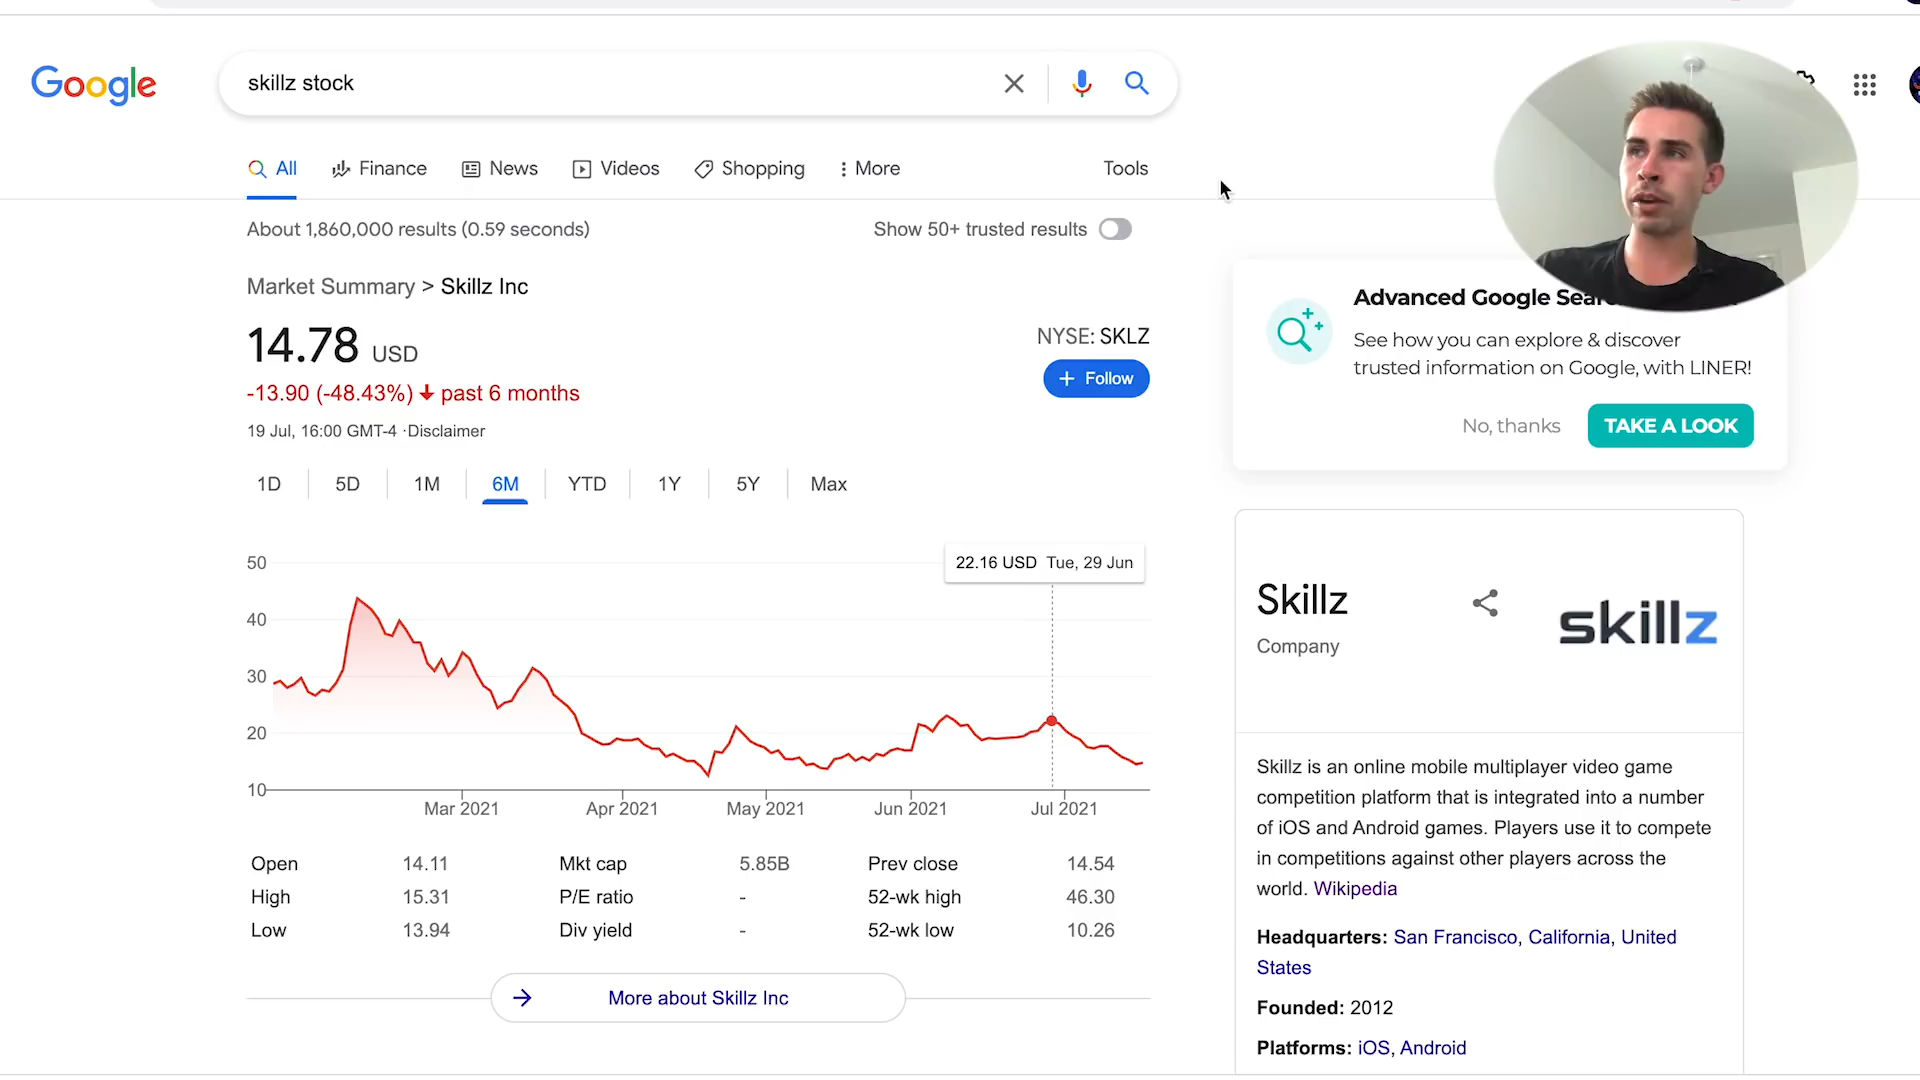 Google
skillz stock
All
Finance
News
Videos
Shopping
More
Tools
About 1,860,000 results (0.59 seconds)
Show 50+ trusted results
Market Summary > Skillz Inc
14.78 USD
NYSE: SKLZ
-13.90 (-48.43%) past 6 months
+ Follow
19 Jul, 16:00 GMT-4 ·Disclaimer
1D 5D 1M 6M YTD 1Y 5Y Max
22.16 USD Tue, 29 Jun
50
40
30
20
10
Mar 2021 Apr 2021 May 2021 Jun 2021 Jul 2021
Open 14.11 Mkt cap 5.85B Prev close 14.54
High 15.31 P/E ratio - 52-wk high 46.30
Low 13.94 Div yield - 52-wk low 10.26
More about Skillz Inc
Advanced Google
See how you can explore & discover
trusted information on Google, with LINER!
No, thanks
TAKE A LOOK
Skillz
Company
skillz
Skillz is an online mobile multiplayer video game
competition platform that is integrated into a number
of iOS and Android games. Players use it to compete
in competitions against other players across the
world. Wikipedia
Headquarters: San Francisco, California, United
States
Founded: 2012
Platforms: iOS, Android